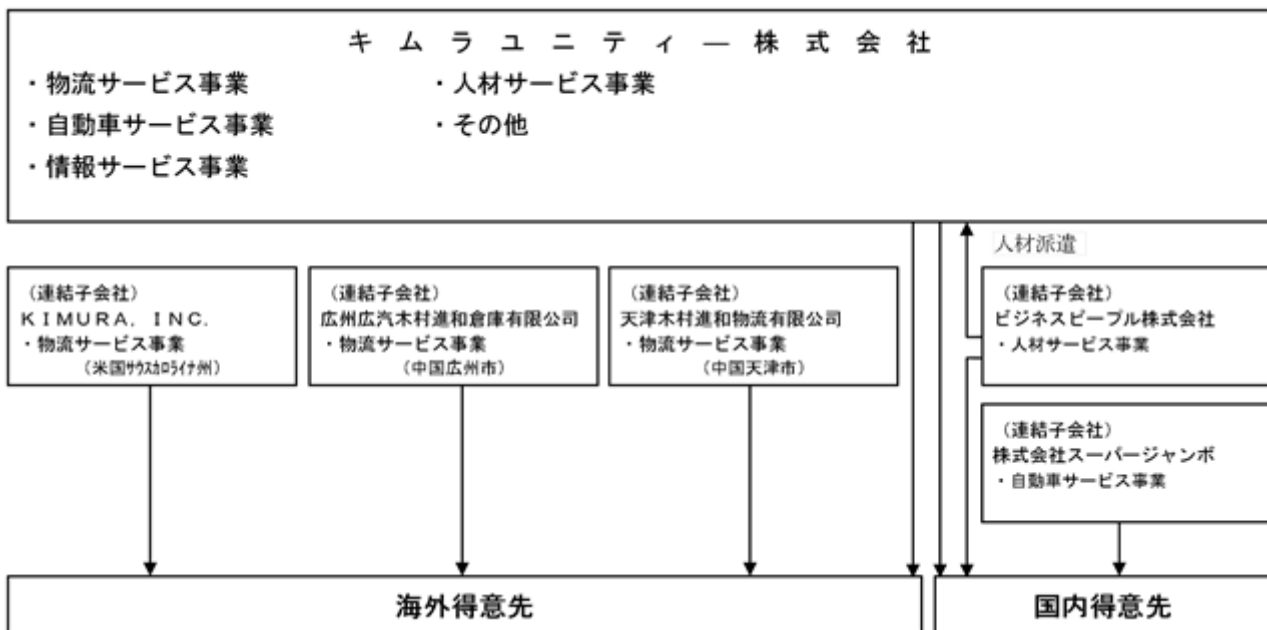 キムラユニティ―株式会社
・物流サービス事業
・人材サービス事業
・自動車サービス事業
・その他
・情報サービス事業
人材派遣
（連結子会社）
ＫＩＭＵＲＡ，ＩＮＣ．
・物流サービス事業
（米国ｻｳｽｶﾛﾗｲﾅ州）
（連結子会社）
広州広汽木村進和倉庫有限公司
・物流サービス事業
（中国広州市）
（連結子会社）
天津木村進和物流有限公司
・物流サービス事業
（中国天津市）
（連結子会社）
ビジネスピープル株式会社
・人材サービス事業
（連結子会社）
株式会社スーパージャンボ
・自動車サービス事業
海外得意先
国内得意先